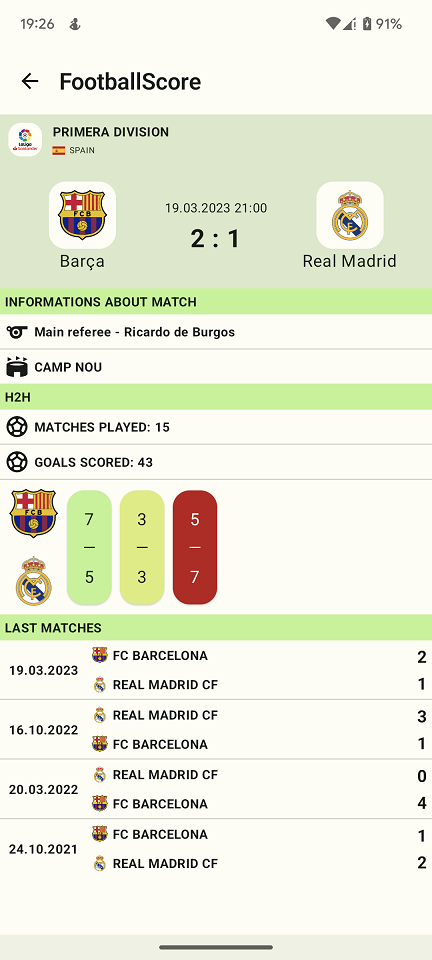 19:26
91%
FootballScore
PRIMERA DIVISION
SPAIN
19.03.2023 21:00
2 : 1
Barça
Real Madrid
INFORMATIONS ABOUT MATCH
Main referee - Ricardo de Burgos
CAMP NOU
H2H
MATCHES PLAYED: 15
GOALS SCORED: 43
FCB
7 3 5
5 3 7
LAST MATCHES
19.03.2023
FC BARCELONA 2
REAL MADRID CF 1
16.10.2022
REAL MADRID CF 3
FC BARCELONA 1
20.03.2022
REAL MADRID CF 0
FC BARCELONA 4
24.10.2021
FC BARCELONA 1
REAL MADRID CF 2